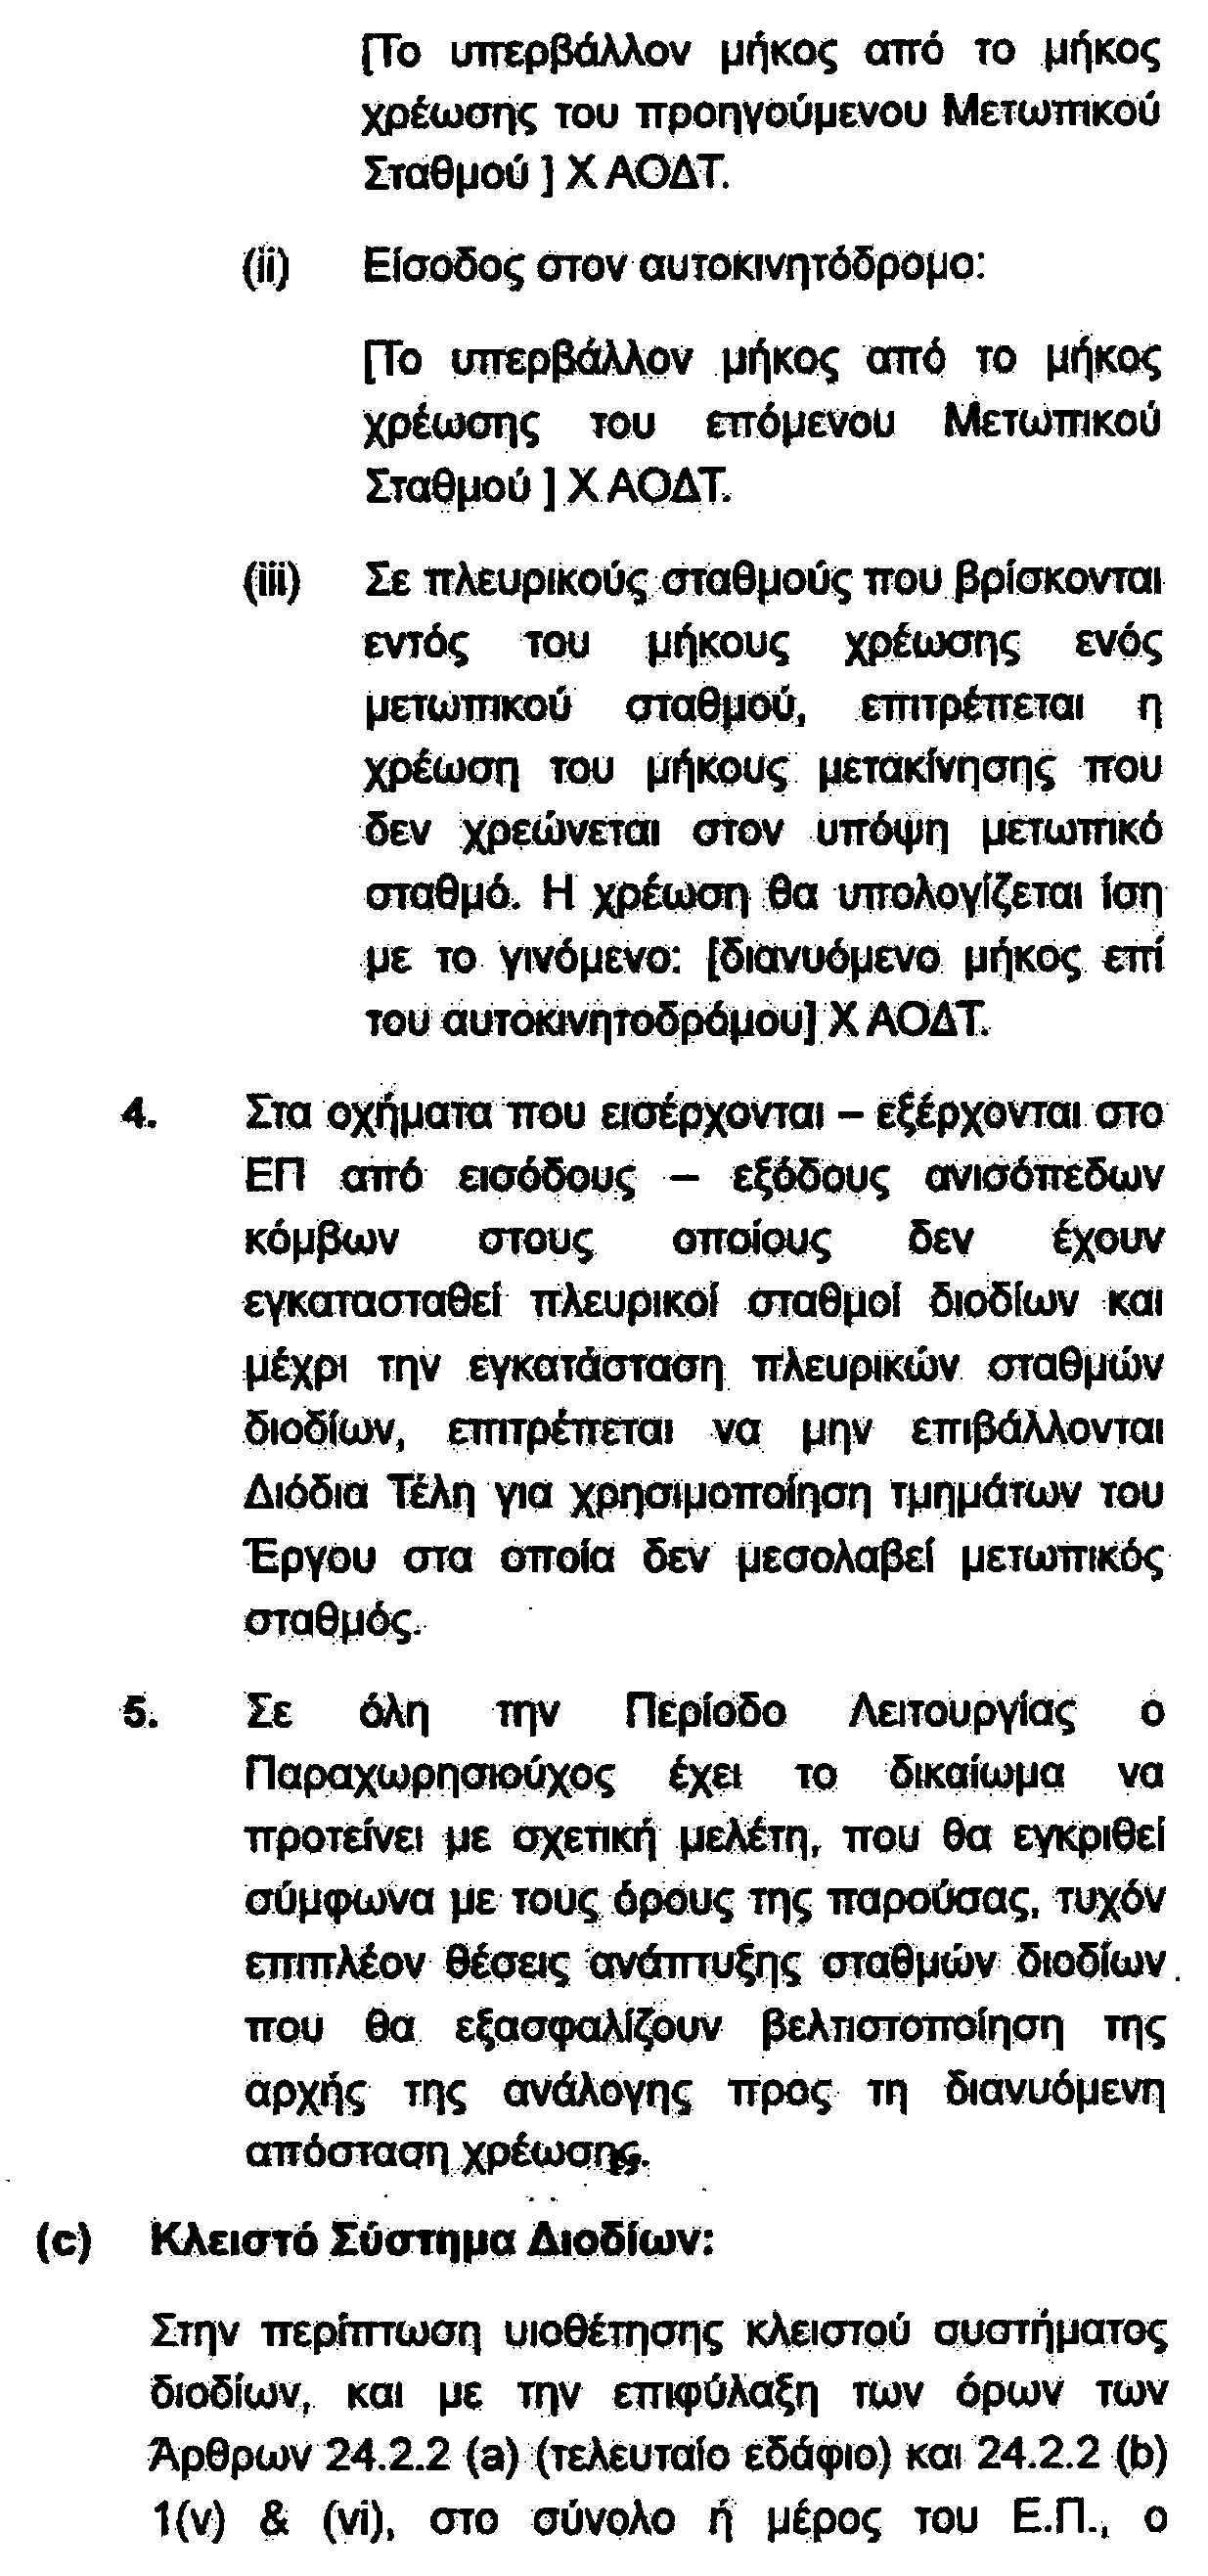 [Το υπερβάλλον μήκος από το μήκος
χρέωσης του προηγούμενου Μετωπικού
Σταθμού ] Χ ΑΟΔΤ.
(ii) Είσοδος στον αυτοκινητόδρομο:
[Το υπερβάλλον μήκος από το μήκος
χρέωσης του επόμενου Μετωπικού
Σταθμού ] Χ ΑΟΔΤ.
(iii) Σε πλευρικούς σταθμούς που βρίσκονται
εντός του μήκους χρέωσης ενός
μετωπικού σταθμού, επιτρέπεται η
χρέωση του μήκους μετακίνησης που
δεν χρεώνεται στον υπόψη μετωπικό
σταθμό. Η χρέωση θα υπολογίζεται ίση
με το γινόμενο: [διανυόμενο μήκος επί
του αυτοκινητοδρόμου] Χ ΑΟΔΤ.
4. Στα οχήματα που εισέρχονται – εξέρχονται στο
ΕΠ από εισόδους – εξόδους ανισόπεδων
κόμβων στους οποίους δεν έχουν
εγκατασταθεί πλευρικοί σταθμοί διοδίων και
μέχρι την εγκατάσταση πλευρικών σταθμών
διοδίων, επιτρέπεται να μην επιβάλλονται
Διόδια Τέλη για χρησιμοποίηση τμημάτων του
Έργου στα οποία δεν μεσολαβεί μετωπικός
σταθμός.
5. Σε όλη την Περίοδο Λειτουργίας ο
Παραχωρησιούχος έχει το δικαίωμα να
προτείνει με σχετική μελέτη, που θα εγκριθεί
σύμφωνα με τους όρους της παρούσας, τυχόν
επιπλέον θέσεις ανάπτυξης σταθμών διοδίων
που θα εξασφαλίζουν βελτιστοποίηση της
αρχής της ανάλογης προς τη διανυόμενη
απόσταση χρέωσης.
(c) Κλειστό Σύστημα Διοδίων:
Στην περίπτωση υιοθέτησης κλειστού συστήματος
διοδίων, και με την επιφύλαξη των όρων των
Άρθρων 24.2.2 (a) (τελευταίο εδάφιο) και 24.2.2 (b)
1(v) & (vi), στο σύνολο ή μέρος του Ε.Π., ο